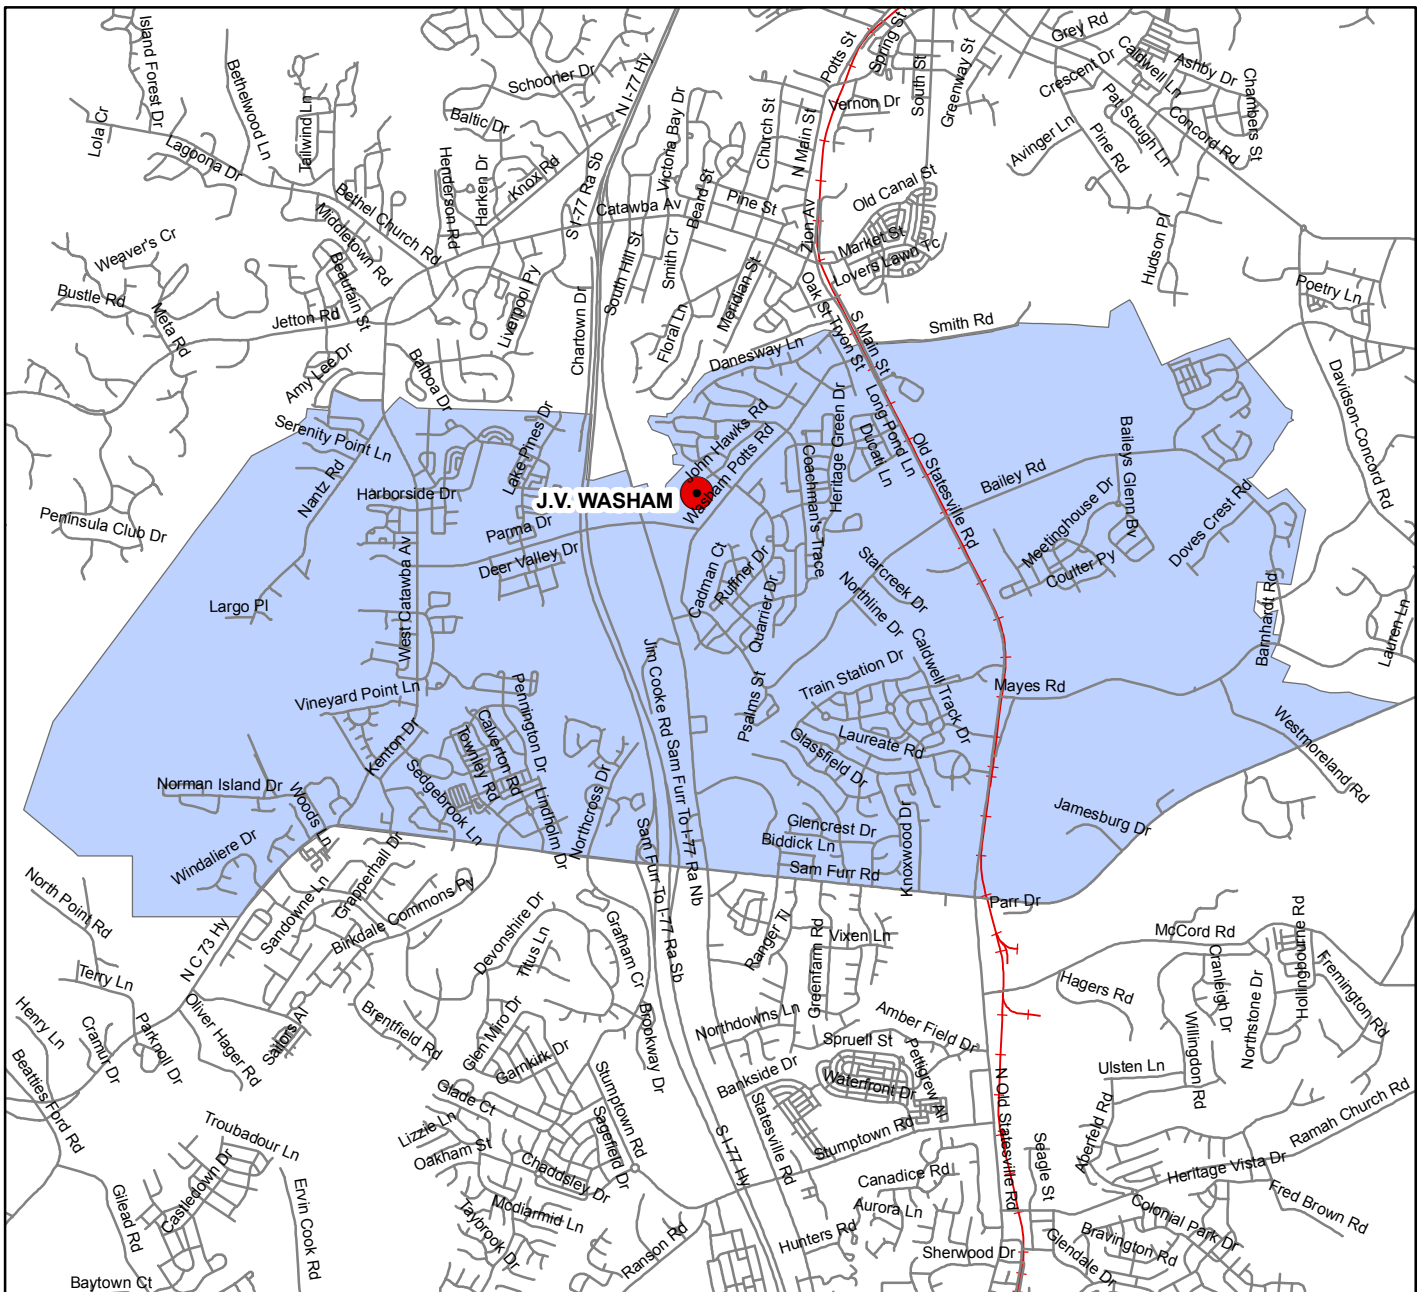 Island Forest Dr
Bethelwood Ln
Tailwind Ln
Lola Cr
Lagoona Dr
Schooner Dr
Baltic Dr
N I-77 Hy
Henderson Rd
Harken Dr
Knox Rd
S I-77 Ra Sb
Bethel Church Rd
Middletown Rd
Beaufain St
Weaver's Cr
Bustle Rd
Meta Rd
Jetton Rd
Amy Lee Dr
Balboa Dr
Liverpool Py
Chartown Dr
South Hill St
Catawba Av
Victoria Bay Dr
Beard St
Smith Cr
Floral Ln
Meridian St
Pine St
Church St
N Main St
Potts St
Spring St
Vernon Dr
South St
Greenway St
Grey Rd
Crescent Dr
Caldwell Ln
Ashby Dr
Chambers St
Pat Stough Ln
Concord Rd
Avinger Ln
Pine Rd
Hudson Pl
Old Canal St
Zion Av
Market St
Lovers Lawn Tc
Oak St
Tryon St
S Main St
Smith Rd
Poetry Ln
Davidson-Concord Rd
Danesway Ln
Serenity Point Ln
Nantz Rd
Lake Pines Dr
Harborside Dr
J.V. WASHAM
John Hawks Rd
Washam Potts Rd
Coachman's Trace
Heritage Green Dr
Ducati Ln
Long Pond Ln
Old Statesville Rd
Bailey Rd
Baileys Glenn Bv
Meetinghouse Dr
Coulter Py
Doves Crest Rd
Barnhardt Rd
Lauren Ln
Peninsula Club Dr
Parma Dr
Deer Valley Dr
Largo Pl
West Catawba Av
Cadman Ct
Ruffner Dr
Quarrier Dr
Starcreek Dr
Northline Dr
Caldwell Track Dr
Train Station Dr
Mayes Rd
Westmoreland Rd
Vineyard Point Ln
Kenton Dr
Pennington Dr
Calverton Rd
Townley Rd
Jim Cooke Rd
Sam Furr To I-77 Ra Nb
Psalms St
Laureate Rd
Glassfield Dr
Norman Island Dr
Woods Ln
Sedgebrook Ln
Lindholm Dr
Northcross Dr
Windaliere Dr
Glencrest Dr
Biddick Ln
Sam Furr Rd
Knoxwood Dr
Jamesburg Dr
Parr Dr
North Point Rd
Terry Ln
N C 73 Hy
Sandowne Ln
Grapperhall Dr
Birkdale Commons Py
Sam Furr To I-77 Ra Sb
Devonshire Dr
Titus Ln
Grafham Cr
Ranger Tl
Greenfarm Rd
Vixen Ln
McCord Rd
Hagers Rd
Cranleigh Dr
Northstone Dr
Hollingbourne Rd
Fremington Rd
Willingdon Rd
Henry Ln
Cramur Dr
Parknoll Dr
Oliver Hager Rd
Sailors Al
Brentfield Rd
Glen Miro Dr
Garnkirk Dr
Brookway Dr
Northdowns Ln
Amber Field Dr
Spruell St
Pettigrew Al
Waterfront Dr
Bankside Dr
Statesville Rd
Stumptown Rd
N Old Statesville Rd
Ulsten Ln
Aberfeld Rd
Ramah Church Rd
Beatties Ford Rd
Troubadour Ln
Castledown Dr
Gilead Rd
Baytown Ct
Ervin Cook Rd
Glade Ct
Lizzie Ln
Oakham St
Stumptown Rd
Sagefield Dr
Chaddsley Dr
Mcdiarmid Ln
Taybrook Dr
Ranson Rd
S I-77 Hy
Hunters Rd
Canadice Rd
Aurora Ln
Sherwood Dr
Seagle St
Heritage Vista Dr
Fred Brown Rd
Colonial Park Dr
Bravington Rd
Glendale Dr